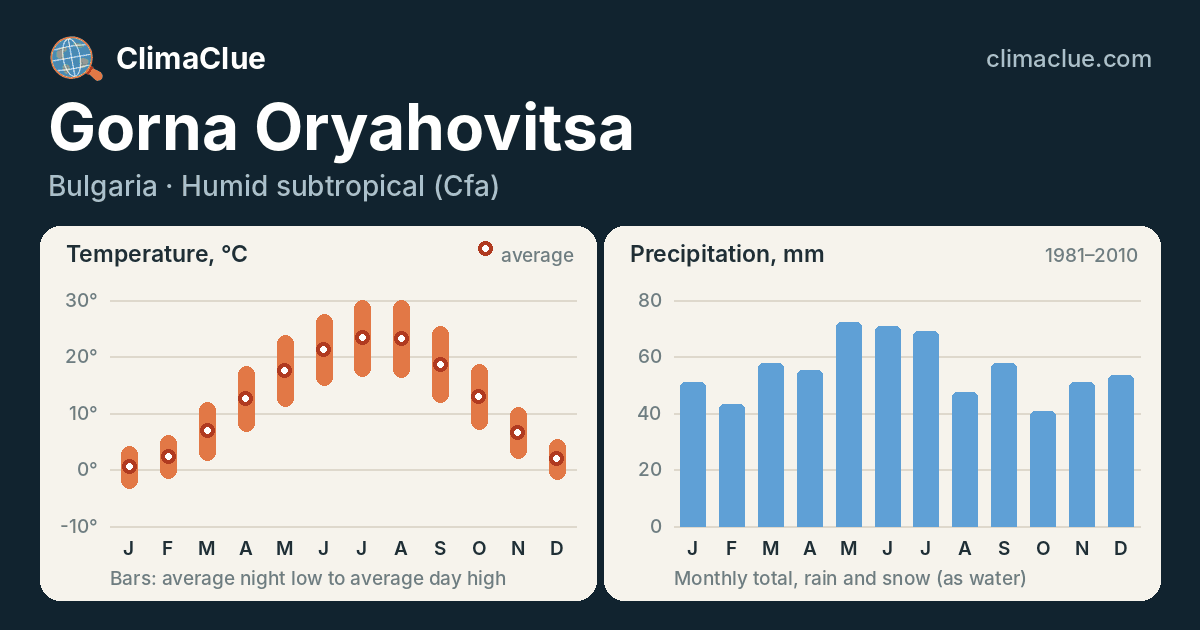 ClimaClue
climaclue.com
Gorna Oryahovitsa
Bulgaria · Humid subtropical (Cfa)
Temperature, °C
average
30°
20°
10°
0°
-10°
J F M A M J J A S O N D
Bars: average night low to average day high
Precipitation, mm
1981–2010
80
60
40
20
0
J F M A M J J A S O N D
Monthly total, rain and snow (as water)